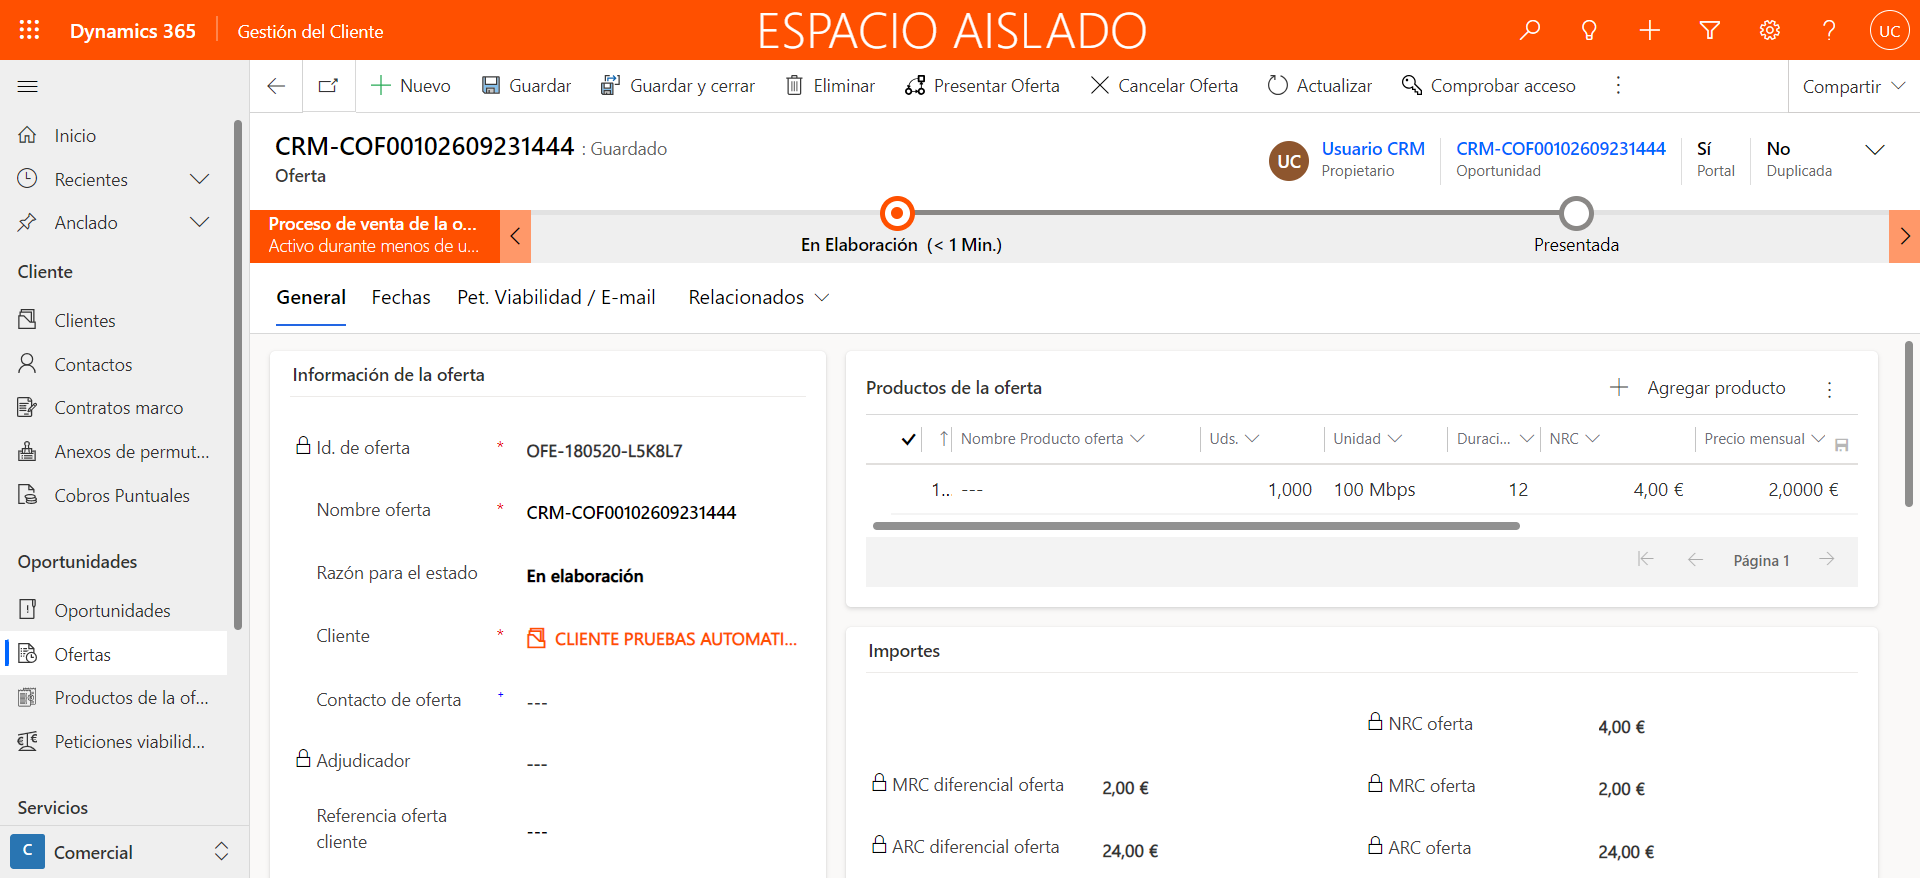 Dynamics 365
Gestión del Cliente
ESPACIO AISLADO
UC
Nuevo
Guardar
Guardar y cerrar
Eliminar
Presentar Oferta
Cancelar Oferta
Actualizar
Comprobar acceso
Compartir
Inicio
Recientes
Anclado
Cliente
Clientes
Contactos
Contratos marco
Anexos de permut...
Cobros Puntuales
Oportunidades
Oportunidades
Ofertas
Productos de la of...
Peticiones viabilid...
Servicios
C Comercial
CRM-COF00102609231444 : Guardado
Oferta
UC
Usuario CRM
Propietario
CRM-COF00102609231444
Oportunidad
Sí
Portal
No
Duplicada
Proceso de venta de la o...
Activo durante menos de u...
En Elaboración (< 1 Min.)
Presentada
General
Fechas
Pet. Viabilidad / E-mail
Relacionados
Información de la oferta
Id. de oferta * OFE-180520-L5K8L7
Nombre oferta * CRM-COF00102609231444
Razón para el estado En elaboración
Cliente * CLIENTE PRUEBAS AUTOMATI...
Contacto de oferta + ---
Adjudicador ---
Referencia oferta
cliente ---
Productos de la oferta
Agregar producto
Nombre Producto oferta Uds. Unidad Duraci... NRC Precio mensual
1... --- 1,000 100 Mbps 12 4,00 € 2,0000 €
Página 1
Importes
NRC oferta 4,00 €
MRC diferencial oferta 2,00 € MRC oferta 2,00 €
ARC diferencial oferta 24,00 € ARC oferta 24,00 €